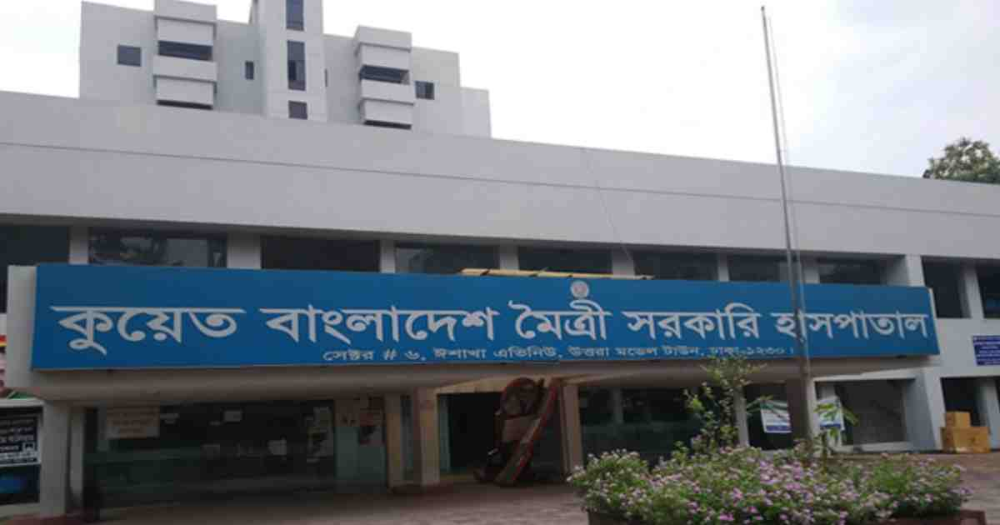 কুয়েত বাংলাদেশ মৈত্রী সরকারি হাসপাতাল
সেক্টর # ৬, ঈশাখা এভিনিউ, উত্তরা মডেল টাউন, ঢাকা-১২৩০।